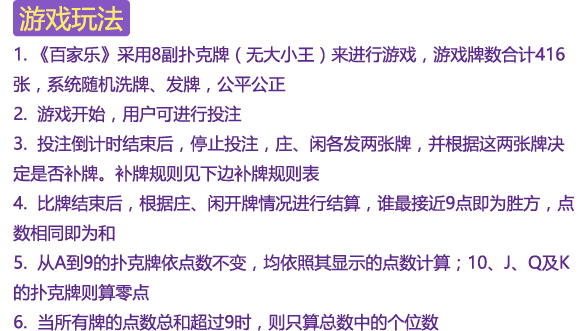 游戏玩法
1. 《百家乐》采用8副扑克牌（无大小王）来进行游戏，游戏牌数合计416
张，系统随机洗牌、发牌，公平公正
2. 游戏开始，用户可进行投注
3. 投注倒计时结束后，停止投注，庄、闲各发两张牌，并根据这两张牌决
定是否补牌。补牌规则见下边补牌规则表
4. 比牌结束后，根据庄、闲开牌情况进行结算，谁最接近9点即为胜方，点
数相同即为和
5. 从A到9的扑克牌依点数不变，均依照其显示的点数计算；10、J、Q及K
的扑克牌则算零点
6. 当所有牌的点数总和超过9时，则只算总数中的个位数